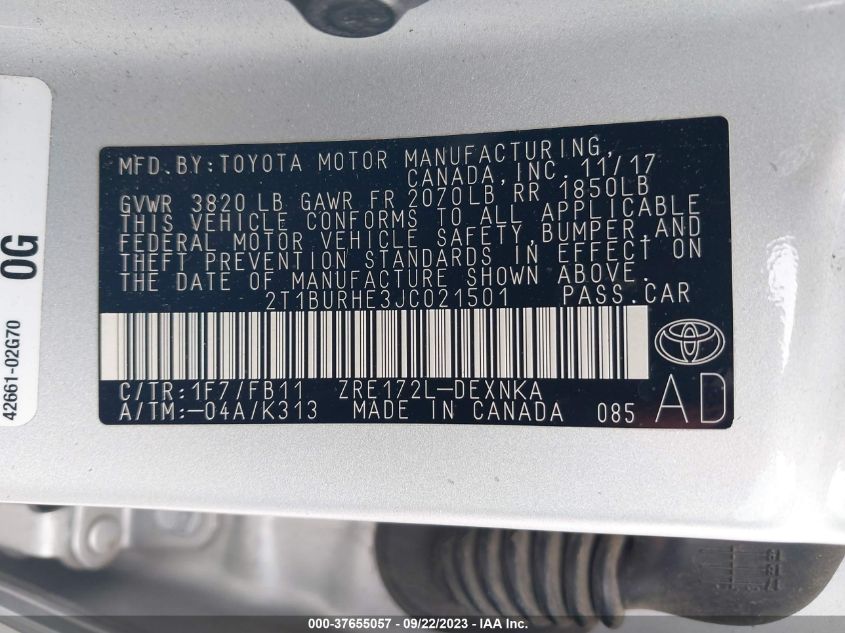 MFD.BY:TOYOTA MOTOR MANUFACTURING,
CANADA,INC. 11/17
GVWR 3820 LB GAWR FR 2070LB RR 1850LB
THIS VEHICLE CONFORMS TO ALL APPLICABLE
FEDERAL MOTOR VEHICLE SAFETY,BUMPER,AND
THEFT PREVENTION STANDARDS IN EFFECT ON
THE DATE OF MANUFACTURE SHOWN ABOVE.
2T1BURHE3JC021501 PASS.CAR
C/TR:1F7/FB11 ZRE172L-DEXNKA
A/TM:-04A/K313 MADE IN CANADA 085
AD
42661-02G70
0G
000-37655057 / 09/22/2023 - IAA Inc.